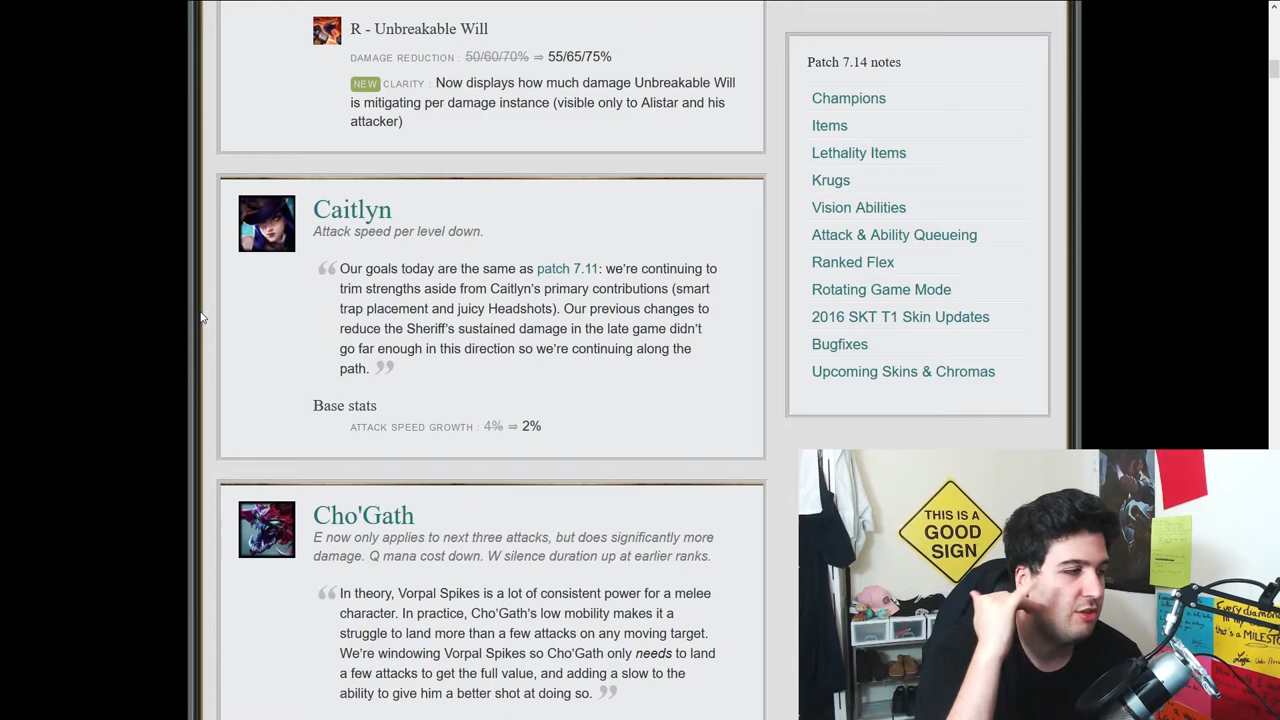 R - Unbreakable Will
DAMAGE REDUCTION : 50/60/70% ⇒ 55/65/75%
NEW CLARITY : Now displays how much damage Unbreakable Will
is mitigating per damage instance (visible only to Alistar and his
attacker)
Caitlyn
Attack speed per level down.
“ Our goals today are the same as patch 7.11: we’re continuing to
trim strengths aside from Caitlyn’s primary contributions (smart
trap placement and juicy Headshots). Our previous changes to
reduce the Sheriff’s sustained damage in the late game didn’t
go far enough in this direction so we’re continuing along the
path. ”
Base stats
ATTACK SPEED GROWTH : 4% ⇒ 2%
Cho'Gath
E now only applies to next three attacks, but does significantly more
damage. Q mana cost down. W silence duration up at earlier ranks.
“ In theory, Vorpal Spikes is a lot of consistent power for a melee
character. In practice, Cho’Gath’s low mobility makes it a
struggle to land more than a few attacks on any moving target.
We’re windowing Vorpal Spikes so Cho’Gath only needs to land
a few attacks to get the full value, and adding a slow to the
ability to give him a better shot at doing so. ”
Patch 7.14 notes
Champions
Items
Lethality Items
Krugs
Vision Abilities
Attack & Ability Queueing
Ranked Flex
Rotating Game Mode
2016 SKT T1 Skin Updates
Bugfixes
Upcoming Skins & Chromas
THIS IS A
GOOD
SIGN
Every diamond
that's a MILEST
Logic